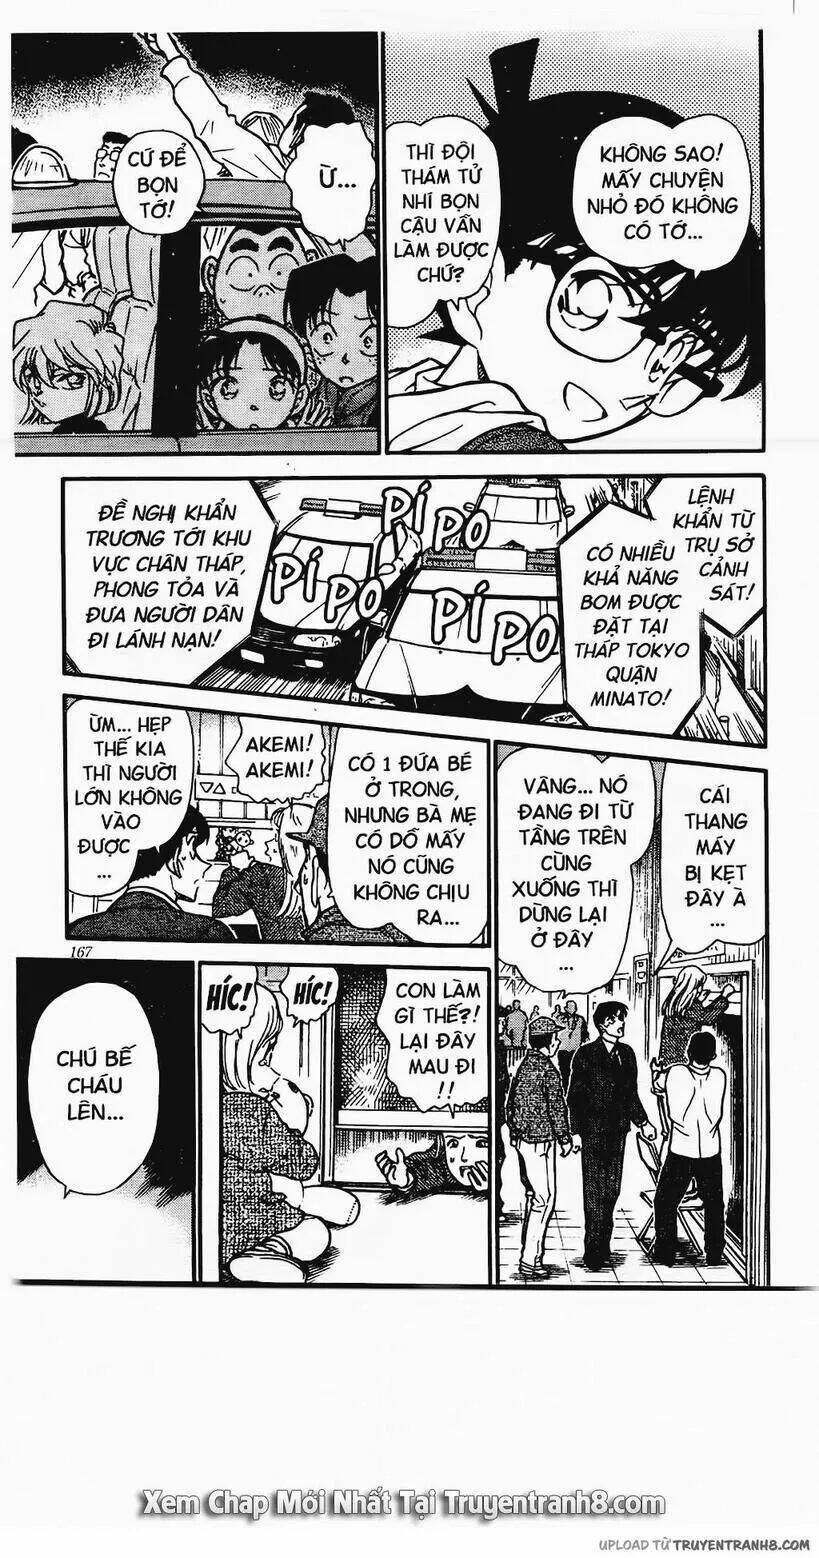 KHÔNG SAO!
MẤY CHUYỆN
NHỎ ĐÓ KHÔNG
CÓ TỚ...
THÌ ĐỘI
THÁM TỬ
NHÍ BỌN
CẬU VẪN
LÀM ĐƯỢC
CHỨ?
Ừ...
CỨ ĐỂ
BỌN
TỚ!
LỆNH
KHẨN TỪ
TRỤ SỞ
CẢNH
SÁT!
CÓ NHIỀU
KHẢ NĂNG
BOM ĐƯỢC
ĐẶT TẠI
THÁP TOKYO
QUẬN
MINATO!
PÍ PO
PÍ PO
PÍ PO
ĐỀ NGHỊ KHẨN
TRƯƠNG TỚI KHU
VỰC CHÂN THÁP,
PHONG TỎA VÀ
ĐƯA NGƯỜI DÂN
ĐI LÁNH NẠN!
CÁI
THANG
MÁY
BỊ KẸT
ĐÂY À
...
VÂNG... NÓ
ĐANG ĐI TỪ
TẦNG TRÊN
CÙNG
XUỐNG THÌ
DỪNG LẠI
Ở ĐÂY
...
CÓ 1 ĐỨA BÉ
Ở TRONG,
NHƯNG BÀ MẸ
CÓ DỖ MẤY
NÓ CŨNG
KHÔNG CHỊU
RA...
AKEMI!
AKEMI!
ỪM... HẸP
THẾ KIA
THÌ NGƯỜI
LỚN KHÔNG
VÀO
ĐƯỢC
...
167
CON LÀM
GÌ THẾ?!
LẠI ĐÂY
MAU ĐI
!!
HÍC!
HÍC!
CHÚ BẾ
CHÁU
LÊN...
Xem Chap Mới Nhất Tại Truyentranh8.com
UPLOAD TỪ TRUYENTRANH8.COM